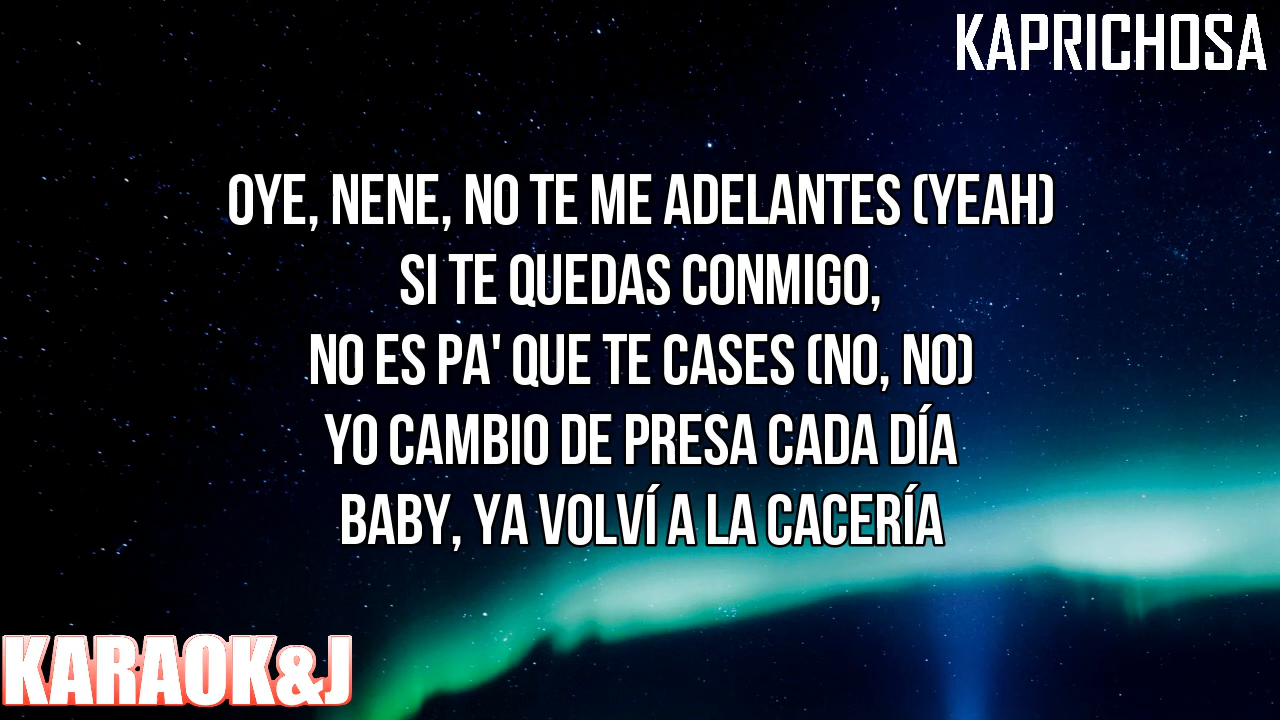 KAPRICHOSA
OYE, NENE, NO TE ME ADELANTES (YEAH)
SI TE QUEDAS CONMIGO,
NO ES PA' QUE TE CASES (NO, NO)
YO CAMBIO DE PRESA CADA DÍA
BABY, YA VOLVÍ A LA CACERÍA
KARAOK&J